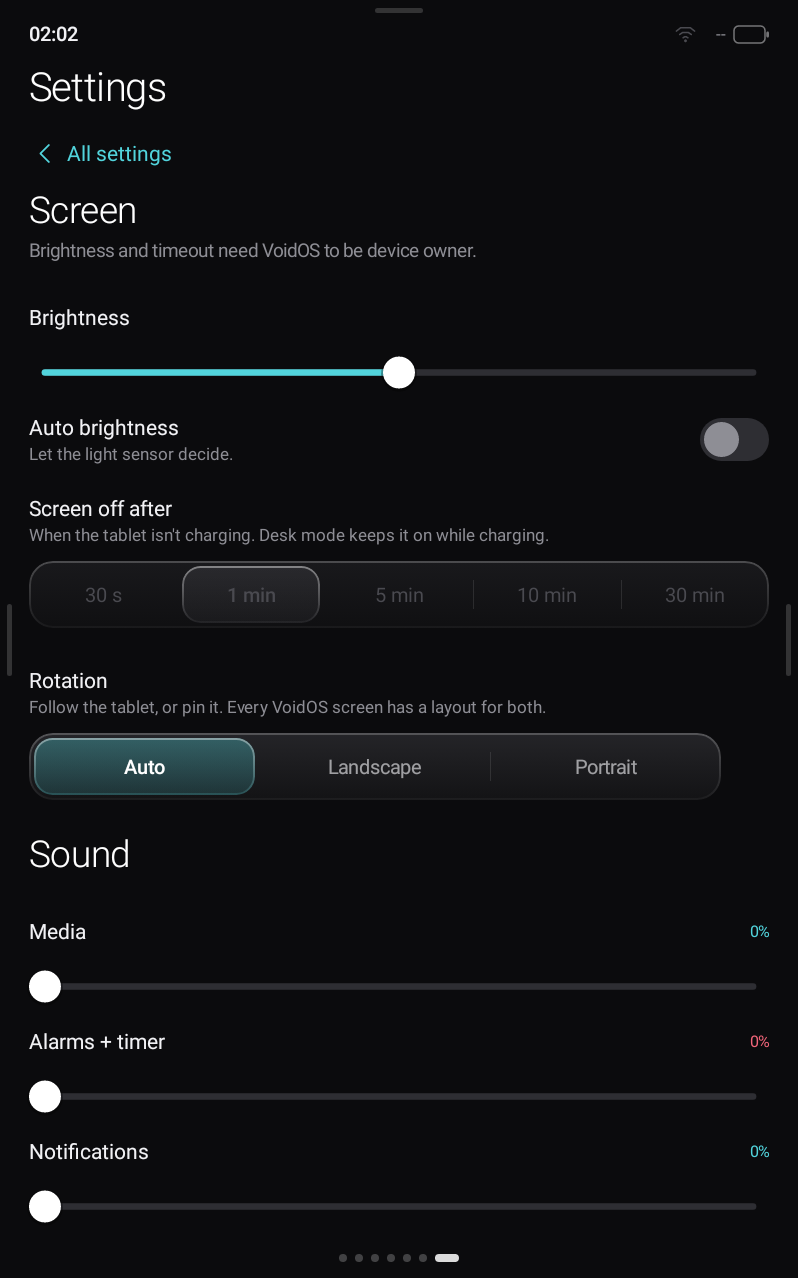 02:02
--
Settings
All settings
Screen
Brightness and timeout need VoidOS to be device owner.
Brightness
Auto brightness
Let the light sensor decide.
Screen off after
When the tablet isn't charging. Desk mode keeps it on while charging.
30 s 1 min 5 min 10 min 30 min
Rotation
Follow the tablet, or pin it. Every VoidOS screen has a layout for both.
Auto Landscape Portrait
Sound
Media 0%
Alarms + timer 0%
Notifications 0%